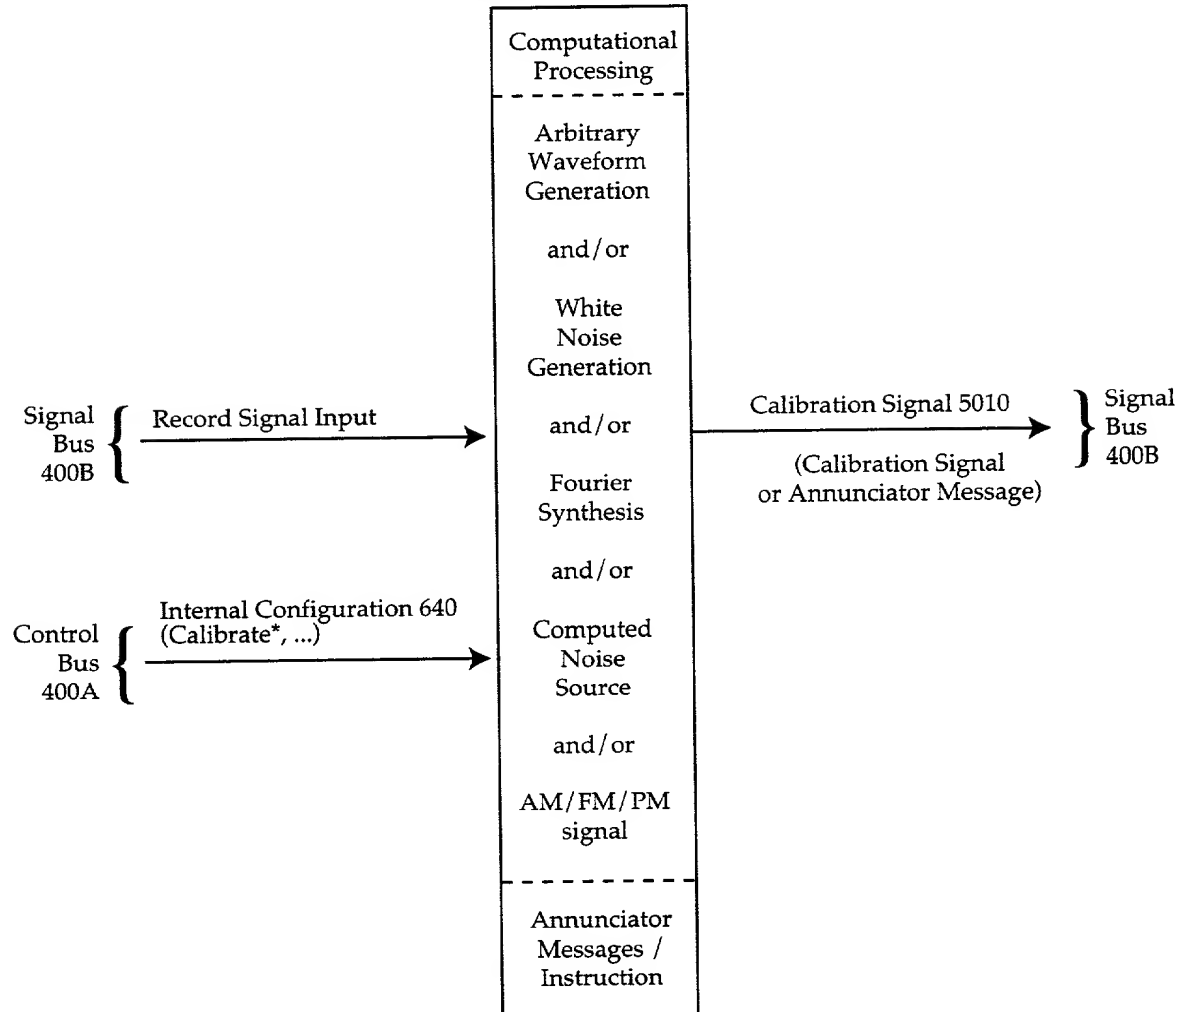 Computational
Processing
Arbitrary
Waveform
Generation
and/or
White
Noise
Generation
and/or
Fourier
Synthesis
and/or
Computed
Noise
Source
and/or
AM/FM/PM
signal
Annunciator
Messages /
Instruction
Signal
Bus
400B
Record Signal Input
Control
Bus
400A
Internal Configuration 640
(Calibrate*, ...)
Calibration Signal 5010
(Calibration Signal
or Annunciator Message)
Signal
Bus
400B